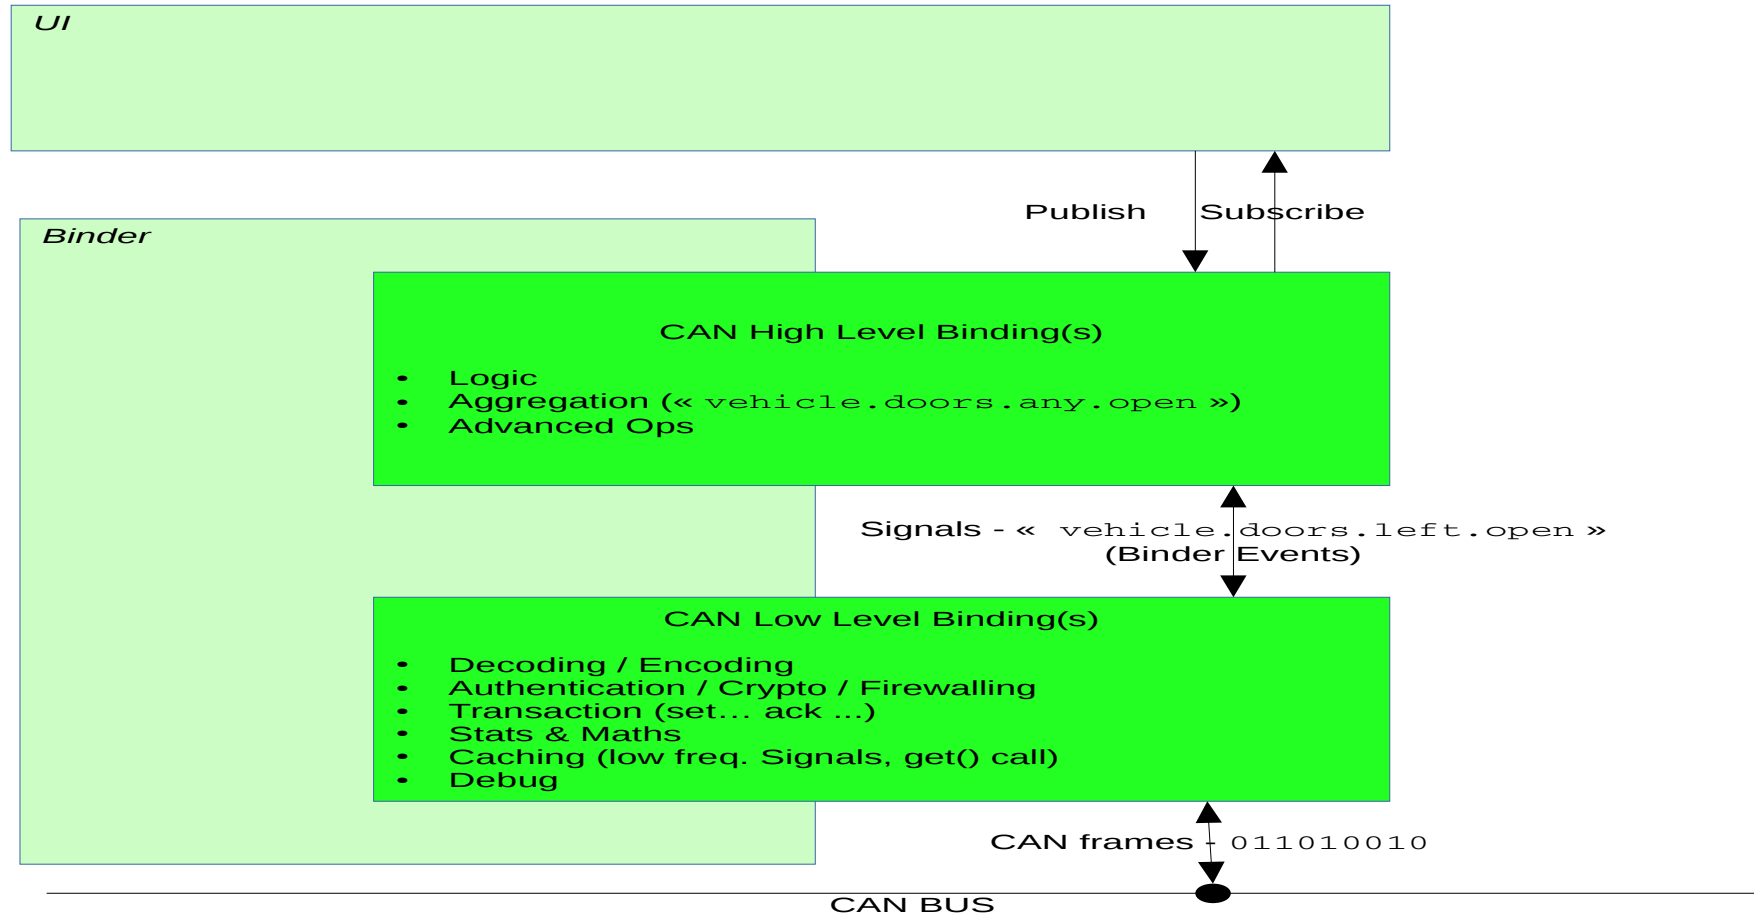 UI
Publish
Subscribe
Binder
CAN High Level Binding(s)
• Logic
• Aggregation (« vehicle.doors.any.open »)
• Advanced Ops
Signals - « vehicle.doors.left.open »
(Binder Events)
CAN Low Level Binding(s)
• Decoding / Encoding
• Authentication / Crypto / Firewalling
• Transaction (set... ack ...)
• Stats & Maths
• Caching (low freq. Signals, get() call)
• Debug
CAN frames - 011010010
CAN BUS